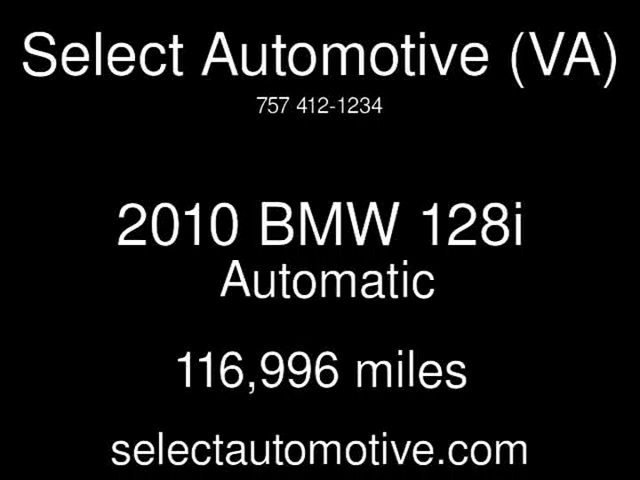 Select Automotive (VA)
757 412-1234
2010 BMW 128i
Automatic
116,996 miles
selectautomotive.com